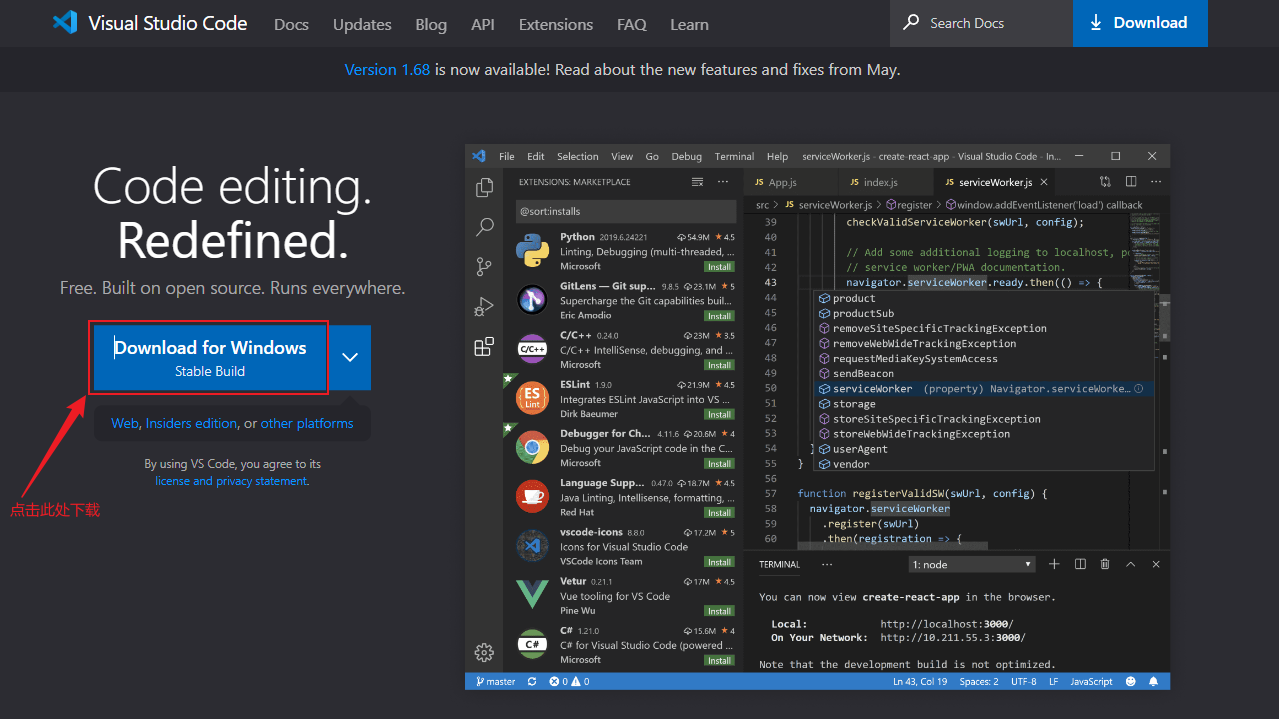 Visual Studio Code Docs Updates Blog API Extensions FAQ Learn Search Docs Download
Version 1.68 is now available! Read about the new features and fixes from May.
Code editing.
Redefined.
Free. Built on open source. Runs everywhere.
Download for Windows
Stable Build
Web, Insiders edition, or other platforms
By using VS Code, you agree to its
license and privacy statement.
点击此处下载
File Edit Selection View Go Debug Terminal Help serviceWorker.js - create-react-app - Visual Studio Code - In...
EXTENSIONS: MARKETPLACE
@sort:installs
Python 2019.6.24221 54.9M 4.5
Linting, Debugging (multi-threaded, ...
Microsoft Install
GitLens — Git sup... 9.8.5 23.1M 5
Supercharge the Git capabilities buil...
Eric Amodio Install
C/C++ 0.24.0 23M 3.5
C/C++ IntelliSense, debugging, and ...
Microsoft Install
ESLint 1.9.0 21.9M 4.5
Integrates ESLint JavaScript into VS ...
Dirk Baeumer Install
Debugger for Ch... 4.11.6 20.6M 4
Debug your JavaScript code in the C...
Microsoft Install
Language Supp... 0.47.0 18.7M 4.5
Java Linting, Intellisense, formatting, ...
Red Hat Install
vscode-icons 8.8.0 17.2M 5
Icons for Visual Studio Code
VSCode Icons Team Install
Vetur 0.21.1 17M 4.5
Vue tooling for VS Code
Pine Wu Install
C# 1.21.0 15.6M 4
C# for Visual Studio Code (powered ...
Microsoft Install
JS App.js JS index.js JS serviceWorker.js
src > JS serviceWorker.js > register > window.addEventListener('load') callback
39 checkValidServiceWorker(swUrl, config);
40
41 // Add some additional logging to localhost, po
42 // service worker/PWA documentation.
43 navigator.serviceWorker.ready.then(() => {
44 product
45 productSub
46 removeSiteSpecificTrackingException
47 removeWebWideTrackingException
48 requestMediaKeySystemAccess
49 sendBeacon
50 serviceWorker (property) Navigator.serviceWorke...
51 storage
52 storeSiteSpecificTrackingException
53 storeWebWideTrackingException
54 userAgent
55 } vendor
56
57 function registerValidSW(swUrl, config) {
58 navigator.serviceWorker
59 .register(swUrl)
60 .then(registration => {
TERMINAL ... 1: node
You can now view create-react-app in the browser.
Local: http://localhost:3000/
On Your Network: http://10.211.55.3:3000/
Note that the development build is not optimized.
master 0 0 Ln 43, Col 19 Spaces: 2 UTF-8 LF JavaScript